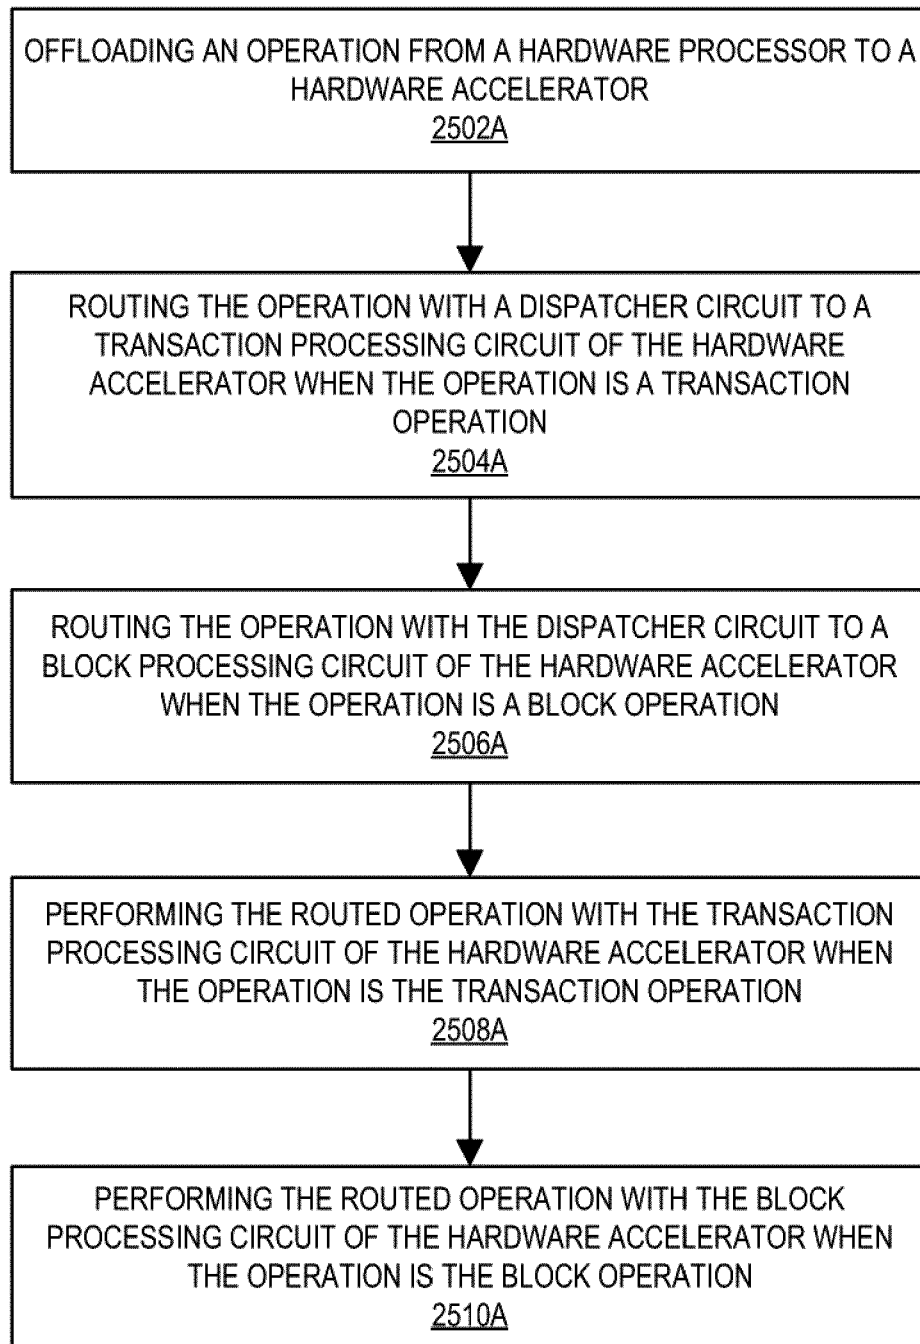 OFFLOADING AN OPERATION FROM A HARDWARE PROCESSOR TO A
HARDWARE ACCELERATOR
2502A
ROUTING THE OPERATION WITH A DISPATCHER CIRCUIT TO A
TRANSACTION PROCESSING CIRCUIT OF THE HARDWARE
ACCELERATOR WHEN THE OPERATION IS A TRANSACTION
OPERATION
2504A
ROUTING THE OPERATION WITH THE DISPATCHER CIRCUIT TO A
BLOCK PROCESSING CIRCUIT OF THE HARDWARE ACCELERATOR
WHEN THE OPERATION IS A BLOCK OPERATION
2506A
PERFORMING THE ROUTED OPERATION WITH THE TRANSACTION
PROCESSING CIRCUIT OF THE HARDWARE ACCELERATOR WHEN
THE OPERATION IS THE TRANSACTION OPERATION
2508A
PERFORMING THE ROUTED OPERATION WITH THE BLOCK
PROCESSING CIRCUIT OF THE HARDWARE ACCELERATOR WHEN
THE OPERATION IS THE BLOCK OPERATION
2510A